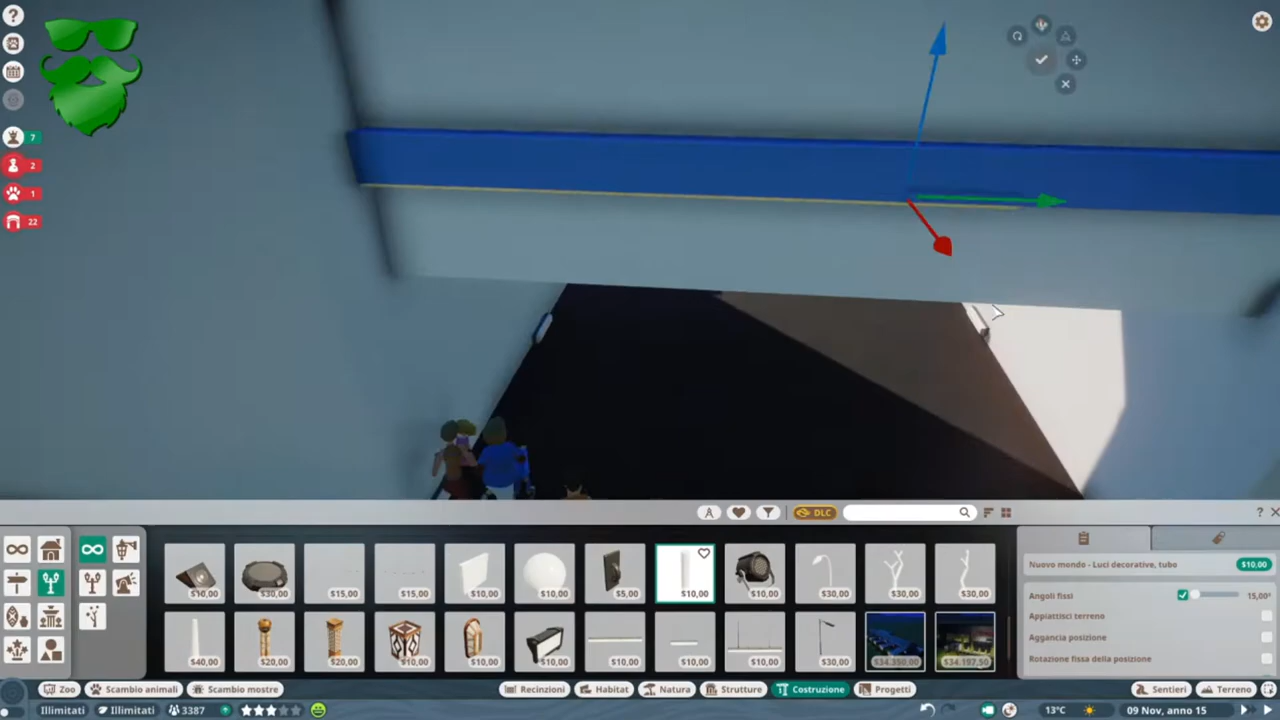 ?
7
2
1
22
DLC
?
$10,00 $30,00 $15,00 $15,00 $10,00 $10,00 $5,00 $10,00 $10,00 $30,00 $30,00 $30,00
$40,00 $20,00 $20,00 $10,00 $10,00 $10,00 $10,00 $10,00 $10,00 $30,00 $34.350,00 $34.197,50
Nuovo mondo - Luci decorative, tubo $10,00
Angoli fissi 15,00°
Appiattisci terreno
Aggancia posizione
Rotazione fissa della posizione
Zoo Scambio animali Scambio mostre Recinzioni Habitat Natura Strutture Costruzione Progetti Sentieri Terreno
Illimitati Illimitati 3387 13°C 09 Nov, anno 15